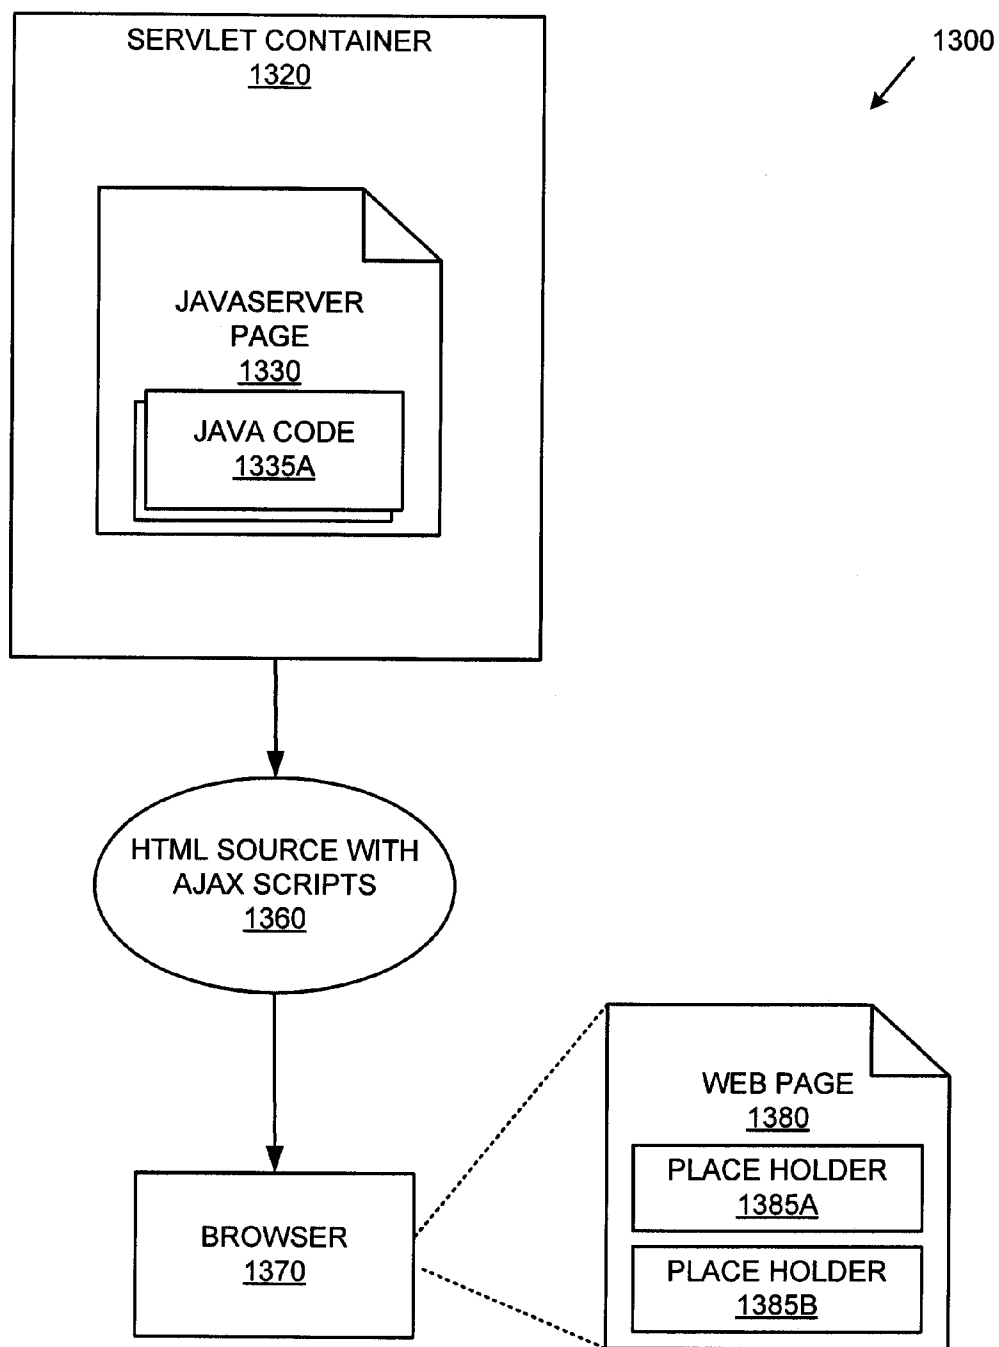 SERVLET CONTAINER
1320
1300
JAVASERVER
PAGE
1330
JAVA CODE
1335A
HTML SOURCE WITH
AJAX SCRIPTS
1360
WEB PAGE
1380
PLACE HOLDER
1385A
BROWSER
1370
PLACE HOLDER
1385B